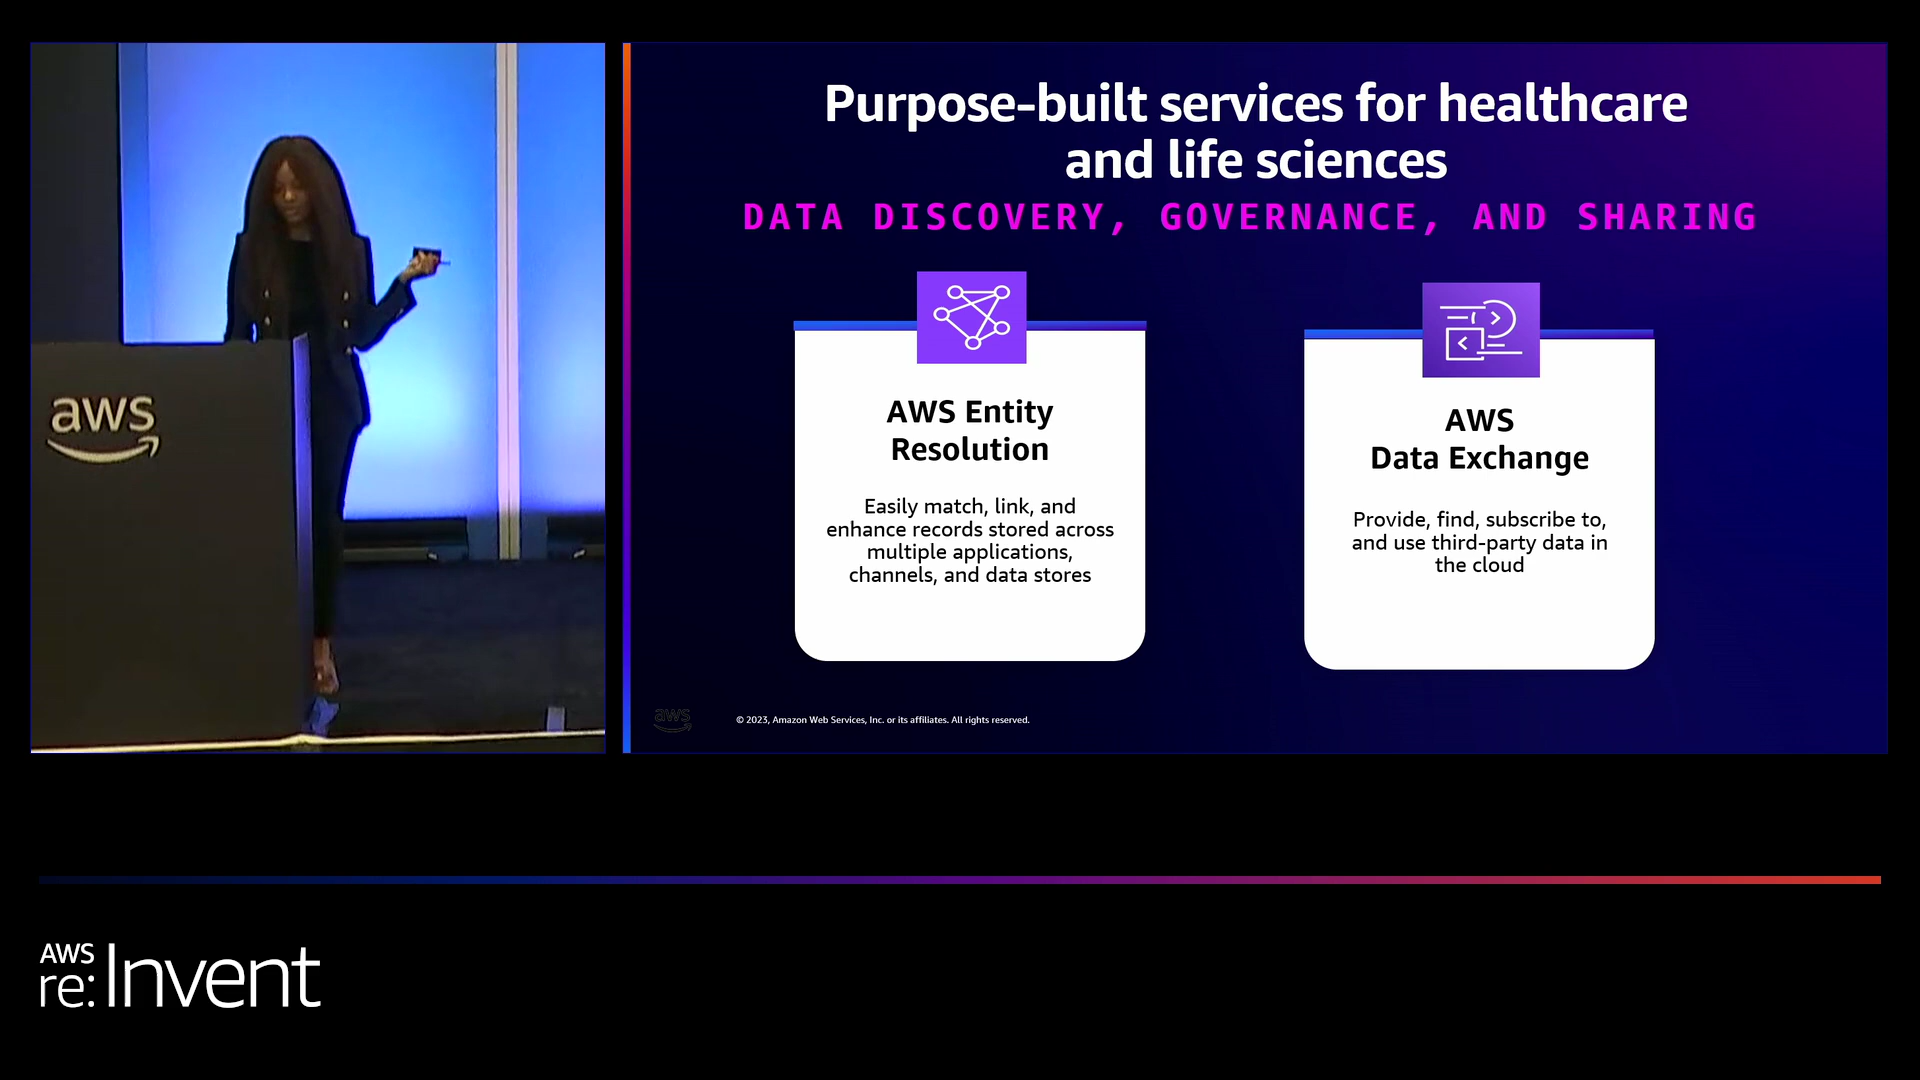 aws
Purpose-built services for healthcare
and life sciences
DATA DISCOVERY, GOVERNANCE, AND SHARING
AWS Entity
Resolution
Easily match, link, and
enhance records stored across
multiple applications,
channels, and data stores
AWS
Data Exchange
Provide, find, subscribe to,
and use third-party data in
the cloud
aws
© 2023, Amazon Web Services, Inc. or its affiliates. All rights reserved.
AWS
re:Invent